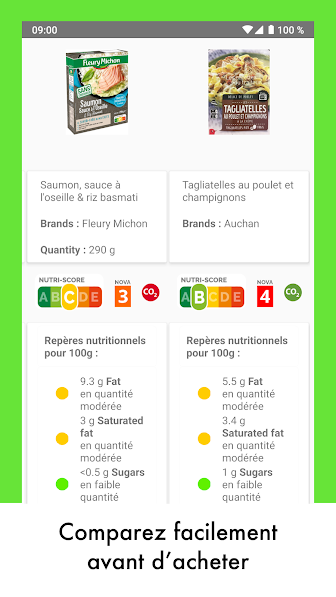 09:00
100 %
Fleury Michon
Saumon
TAGLIATELLES
AU POULET ET CHAMPIGNONS
Saumon, sauce à
l'oseille & riz basmati
Brands : Fleury Michon
Quantity : 290 g
Tagliatelles au poulet et
champignons
Brands : Auchan
NUTRI-SCORE
A B C D E
NOVA
3
CO2
NUTRI-SCORE
A B C D E
NOVA
4
CO2
Repères nutritionnels
pour 100g :
9.3 g Fat
en quantité
modérée
3 g Saturated
fat
en quantité
modérée
<0.5 g Sugars
en faible
quantité
Repères nutritionnels
pour 100g :
5.5 g Fat
en quantité
modérée
3.4 g
Saturated fat
en quantité
modérée
1 g Sugars
en faible
quantité
Comparez facilement
avant d'acheter